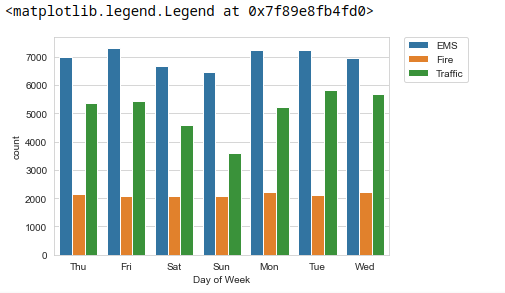 <matplotlib.legend.Legend at 0x7f89e8fb4fd0>
EMS
Fire
Traffic
7000
6000
5000
4000
3000
2000
1000
0
count
Thu Fri Sat Sun Mon Tue Wed
Day of Week